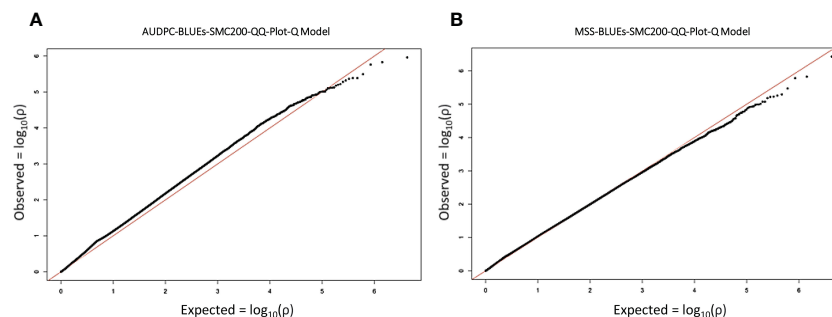 A
AUDPC-BLUEs-SMC200-QQ-Plot-Q Model
Observed = log10(ρ)
6
5
4
3
2
1
0
0 1 2 3 4 5 6
Expected = log10(ρ)
B
MSS-BLUEs-SMC200-QQ-Plot-Q Model
Observed = log10(ρ)
6
5
4
3
2
1
0
0 1 2 3 4 5 6
Expected = log10(ρ)